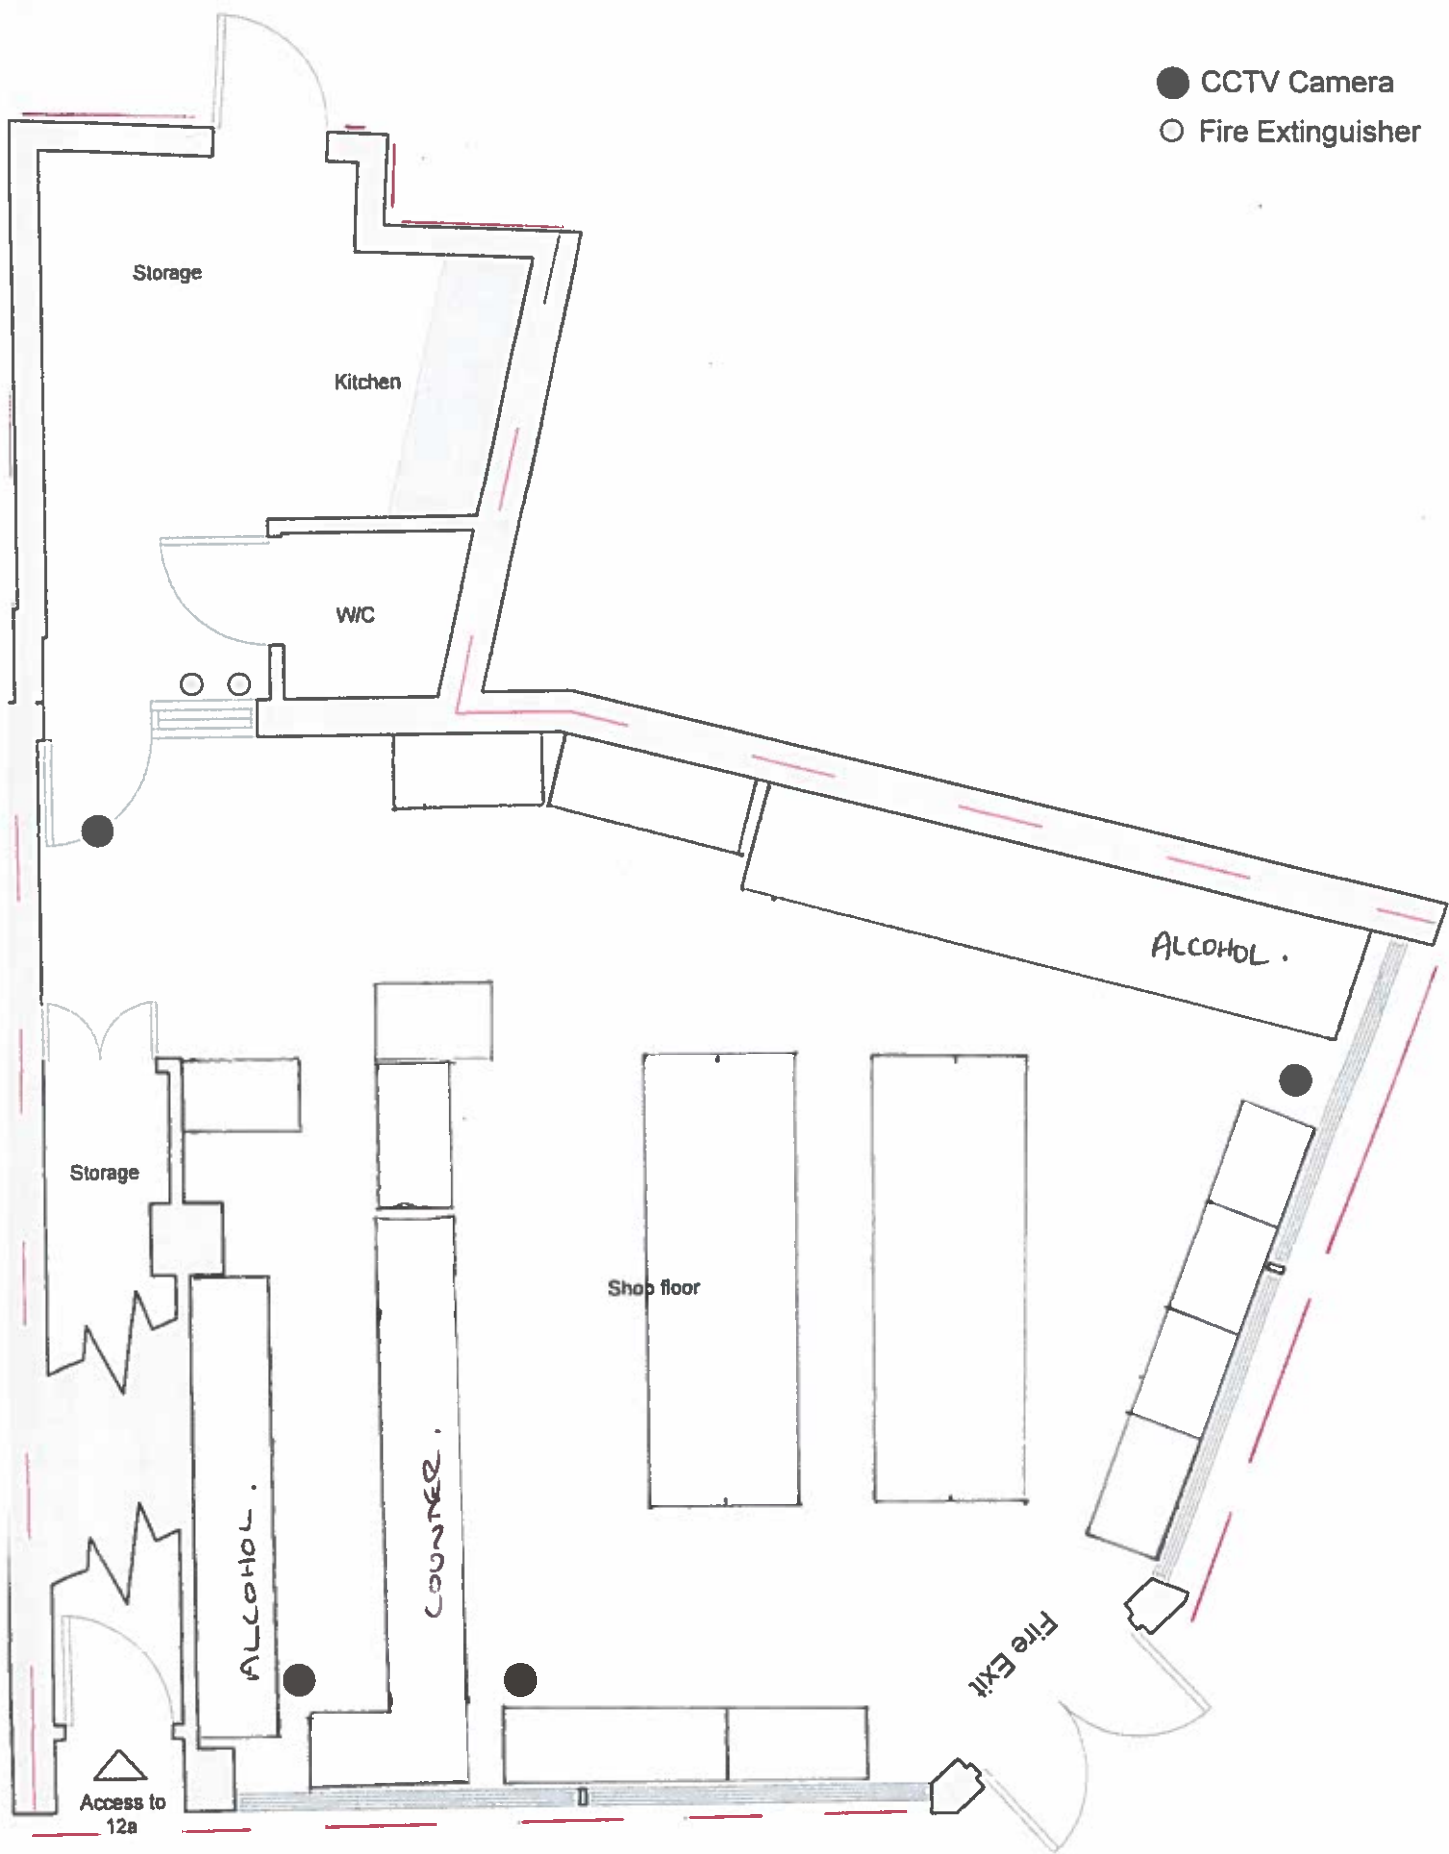 CCTV Camera
Fire Extinguisher
Storage
Kitchen
W/C
ALCOHOL.
Storage
Shop floor
COUNTER.
ALCOHOL.
Fire Exit
Access to
12a